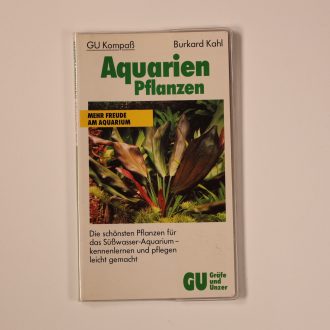 GU Kompaß Burkard Kahl
Aquarien
Pflanzen
MEHR FREUDE
AM AQUARIUM
Die schönsten Pflanzen für
das Süßwasser-Aquarium –
kennenlernen und pflegen
leicht gemacht
GU Gräfe
und
Unzer